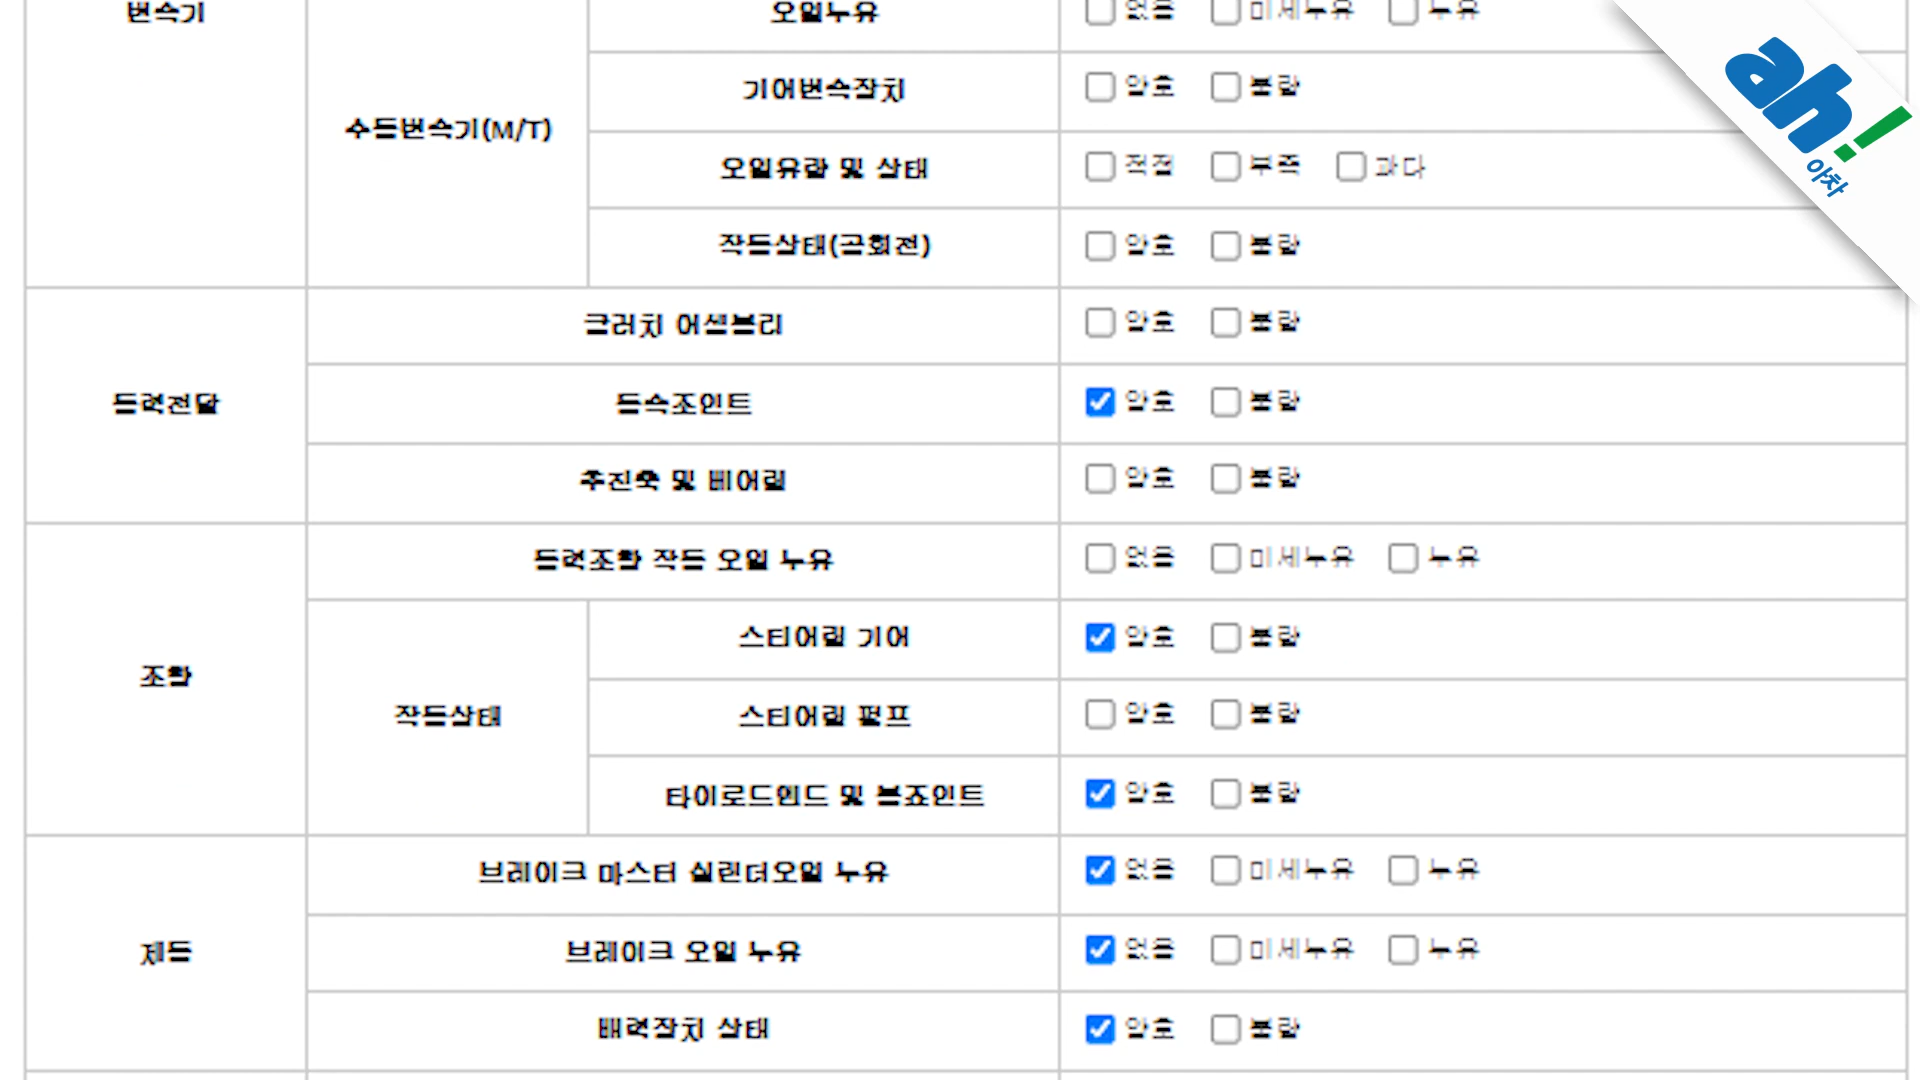 변속기
오일누유
없음 미세누유 누유
수동변속기(M/T)
기어변속장치
양호 불량
오일유량 및 상태
적정 부족 과다
작동상태(공회전)
양호 불량
동력전달
클러치 어셈블리
양호 불량
등속조인트
양호 불량
추진축 및 베어링
양호 불량
조향
동력조향 작동 오일 누유
없음 미세누유 누유
작동상태
스티어링 기어
양호 불량
스티어링 펌프
양호 불량
타이로드엔드 및 볼죠인트
양호 불량
제동
브레이크 마스터 실린더오일 누유
없음 미세누유 누유
브레이크 오일 누유
없음 미세누유 누유
배력장치 상태
양호 불량
ah!
아차